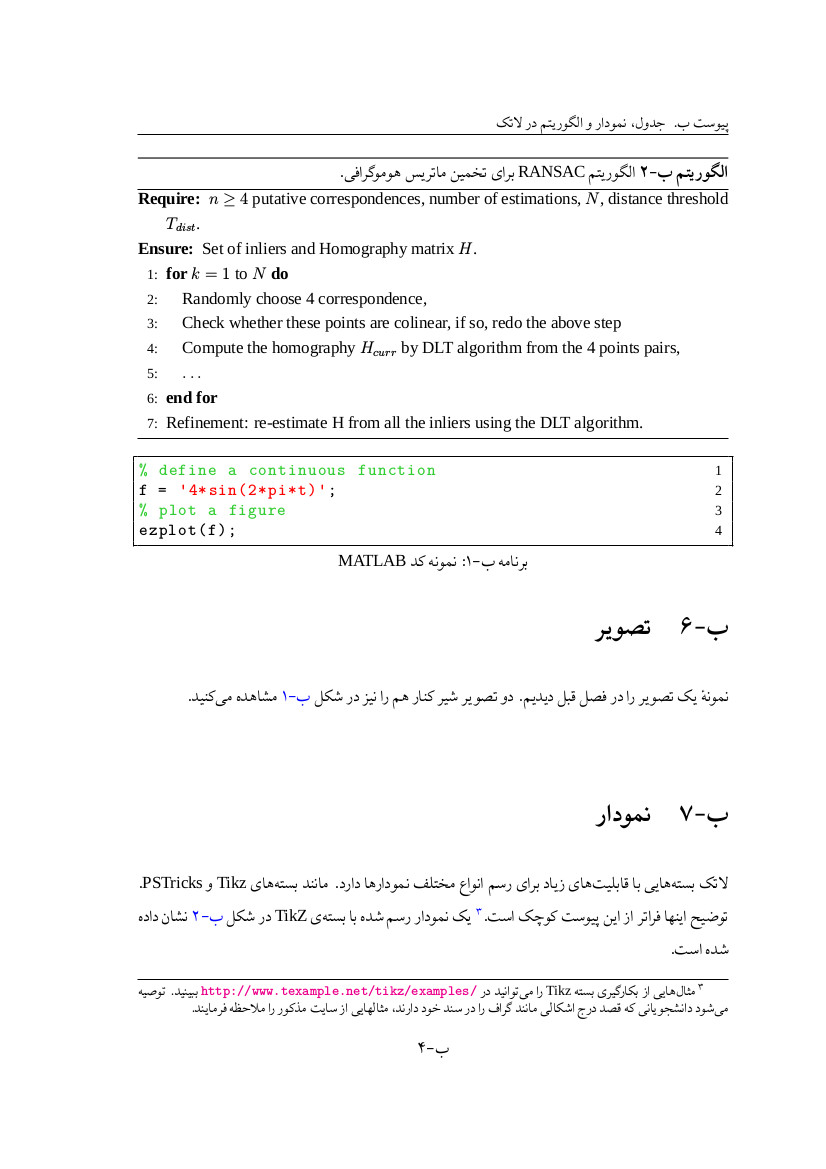 پیوست ب. جدول، نمودار و الگوریتم در لاتک
الگوریتم ب-۲ الگوریتم RANSAC برای تخمین ماتریس هوموگرافی.
Require: n ≥ 4 putative correspondences, number of estimations, N, distance threshold
T_dist.
Ensure: Set of inliers and Homography matrix H.
1: for k = 1 to N do
2: Randomly choose 4 correspondence,
3: Check whether these points are colinear, if so, redo the above step
4: Compute the homography H_curr by DLT algorithm from the 4 points pairs,
5: . . .
6: end for
7: Refinement: re-estimate H from all the inliers using the DLT algorithm.
% define a continuous function 1
f = '4*sin(2*pi*t)'; 2
% plot a figure 3
ezplot(f); 4
برنامه ب-۱: نمونه کد MATLAB
ب-۶ تصویر
نمونهٔ یک تصویر را در فصل قبل دیدیم. دو تصویر شیر کنار هم را نیز در شکل ب-۱ مشاهده می‌کنید.
ب-۷ نمودار
لاتک بسته‌هایی با قابلیت‌های زیاد برای رسم انواع مختلف نمودارها دارد. مانند بسته‌های Tikz و PSTricks.
توضیح اینها فراتر از این پیوست کوچک است.۳ یک نمودار رسم شده با بسته‌ی TikZ در شکل ب-۲ نشان داده
شده است.
۳ مثال‌هایی از بکارگیری بسته Tikz را می‌توانید در http://www.texample.net/tikz/examples/ ببینید. توصیه
می‌شود دانشجویانی که قصد درج اشکالی مانند گراف را در سند خود دارند، مثالهایی از سایت مذکور را ملاحظه فرمایند.
ب-۴